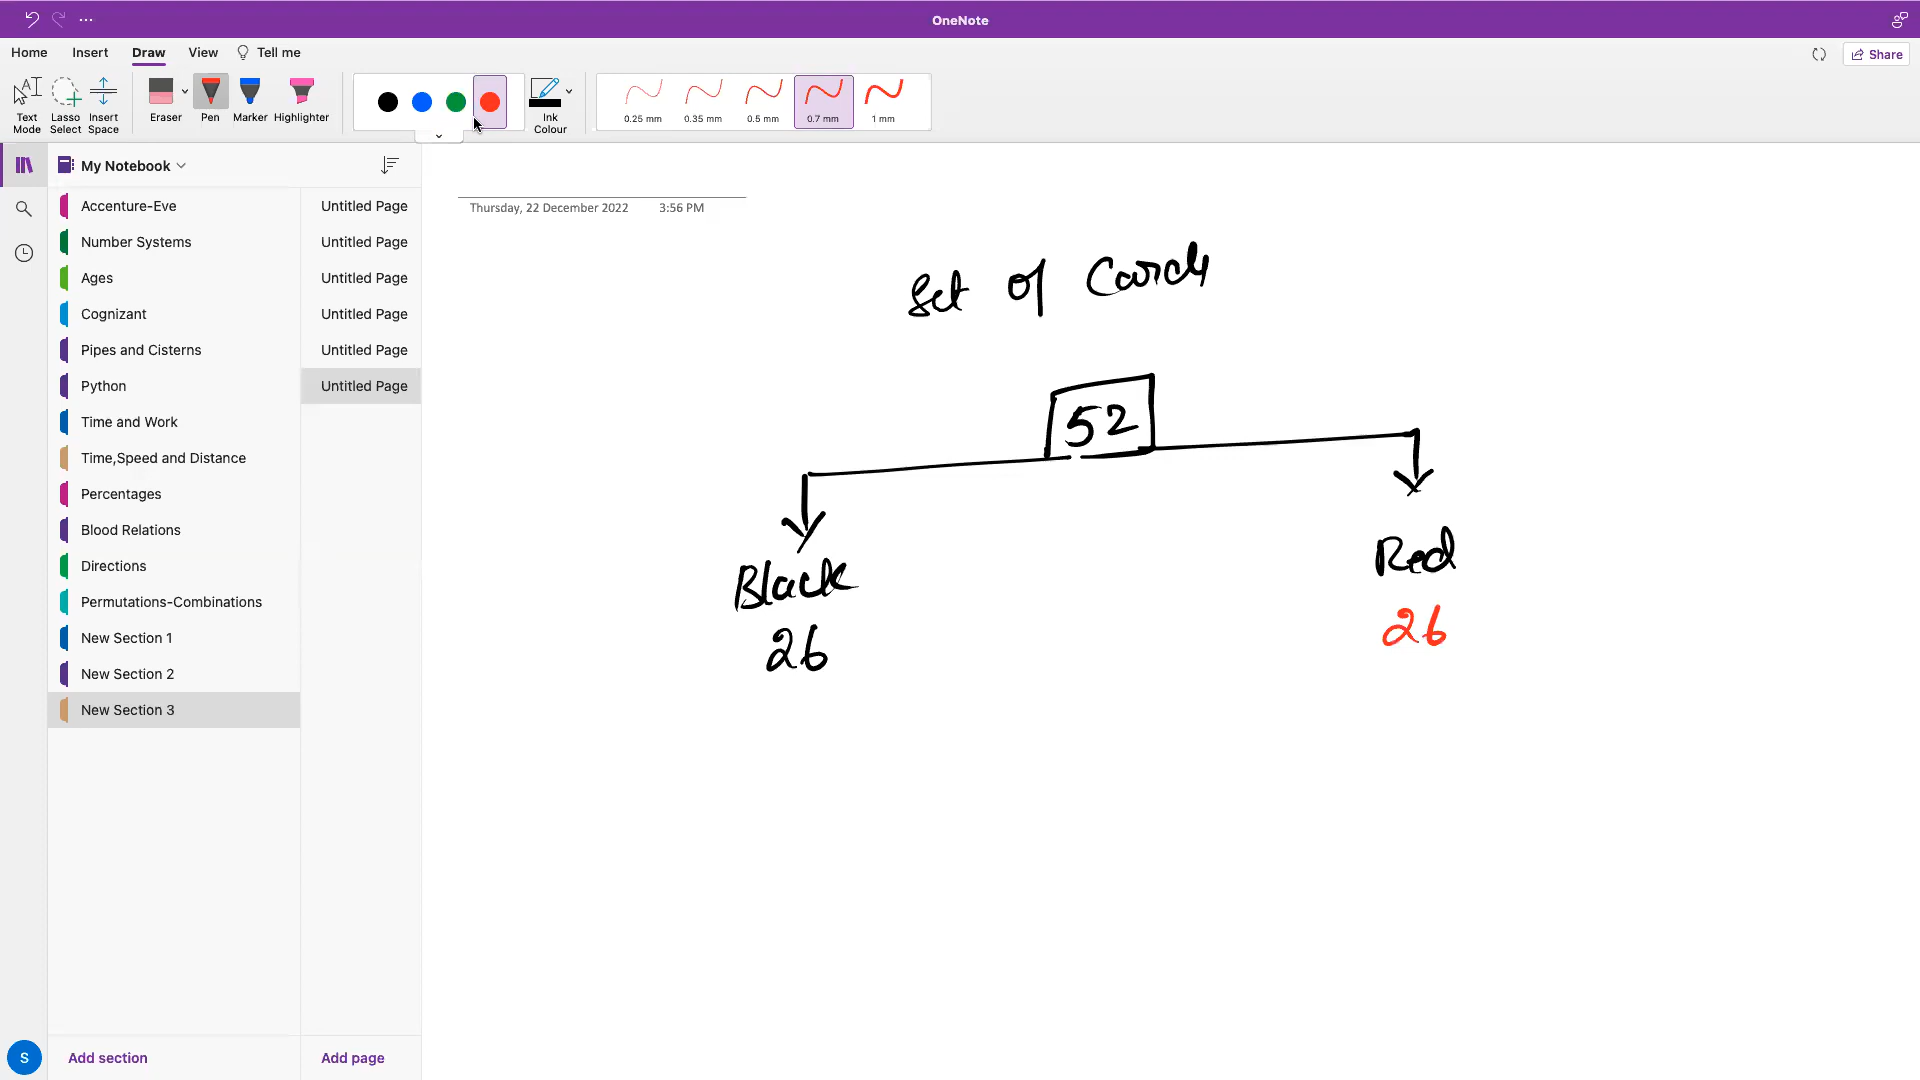 OneNote
Home Insert Draw View Tell me
Share
Text Mode
Lasso Select
Insert Space
Eraser
Pen
Marker
Highlighter
Ink Colour
0.25 mm
0.35 mm
0.5 mm
0.7 mm
1 mm
My Notebook
Accenture-Eve
Number Systems
Ages
Cognizant
Pipes and Cisterns
Python
Time and Work
Time,Speed and Distance
Percentages
Blood Relations
Directions
Permutations-Combinations
New Section 1
New Section 2
New Section 3
Add section
Untitled Page
Untitled Page
Untitled Page
Untitled Page
Untitled Page
Untitled Page
Add page
S
Thursday, 22 December 2022 3:56 PM
Set of Cards
52
Black
26
Red
26